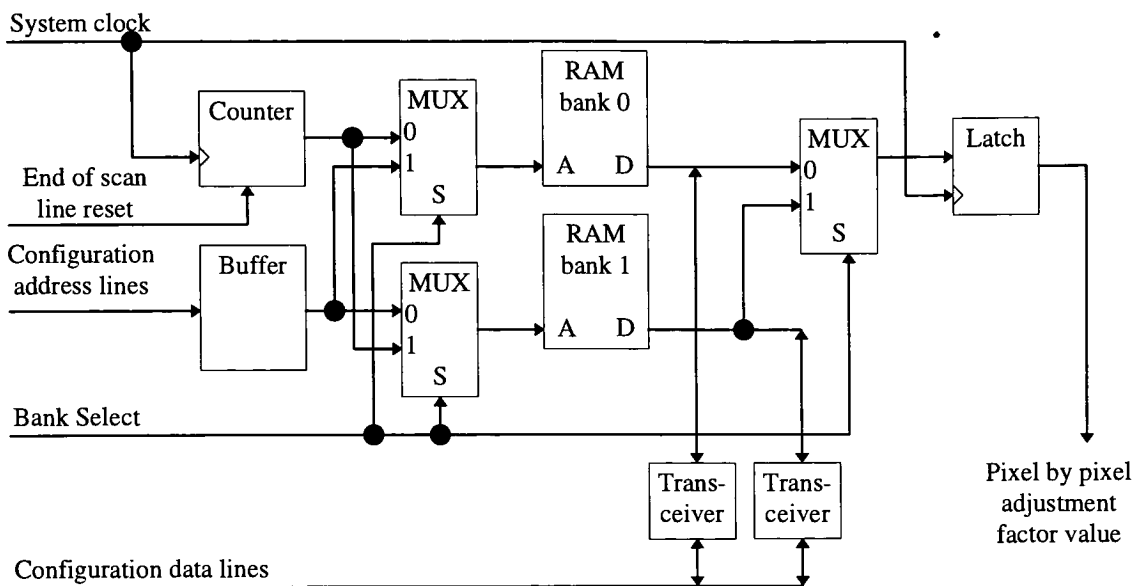 System clock
Counter
MUX
0
1
S
RAM
bank 0
A D
MUX
0
1
S
Latch
End of scan
line reset
Configuration
address lines
Buffer
MUX
0
1
S
RAM
bank 1
A D
Bank Select
Trans-
ceiver
Trans-
ceiver
Pixel by pixel
adjustment
factor value
Configuration data lines